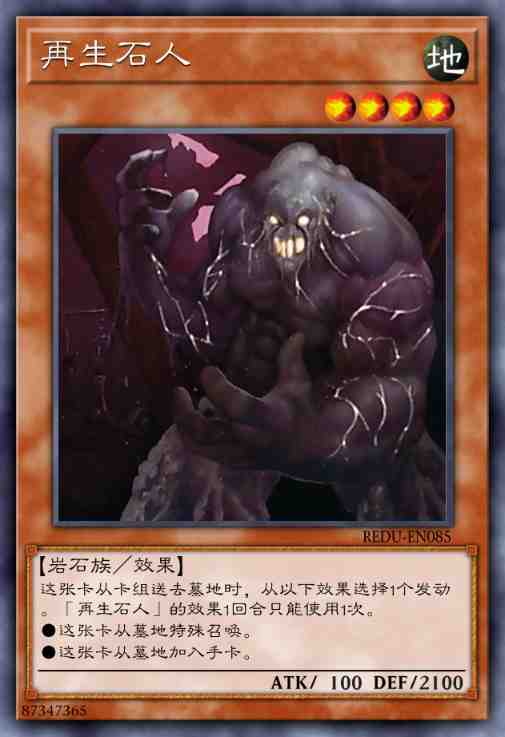 再生石人
地
REDU-EN085
【岩石族／效果】
这张卡从卡组送去墓地时，从以下效果选择1个发动
。「再生石人」的效果1回合只能使用1次。
●这张卡从墓地特殊召唤。
●这张卡从墓地加入手卡。
ATK/ 100 DEF/2100
87347365